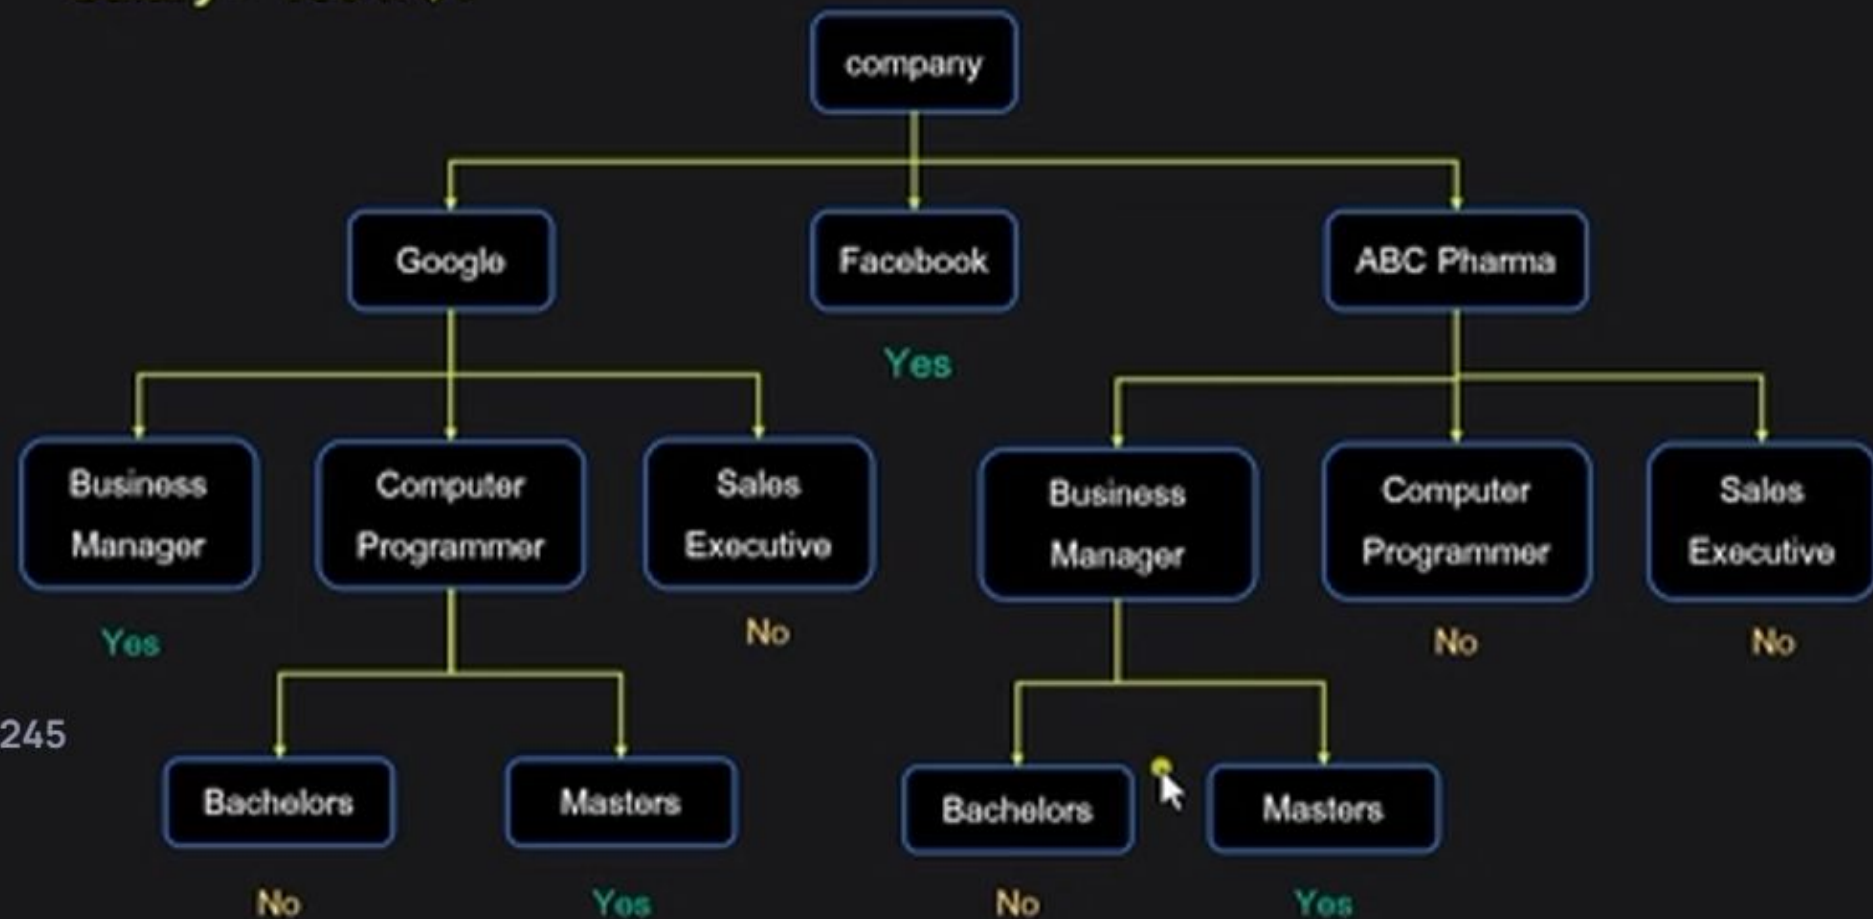 company
Google
Facebook
ABC Pharma
Yes
Business
Manager
Computer
Programmer
Sales
Executive
Business
Manager
Computer
Programmer
Sales
Executive
Yes
No
No
No
245
Bachelors
Masters
Bachelors
Masters
No
Yes
No
Yes